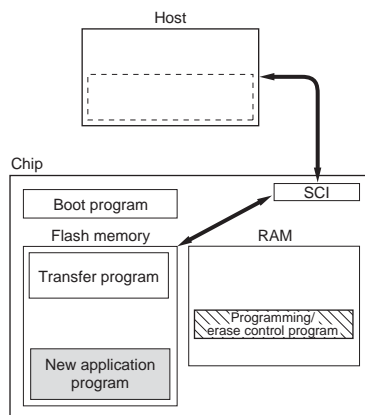 Host
Chip
SCI
Boot program
Flash memory
RAM
Transfer program
Programming/
erase control program
New application
program